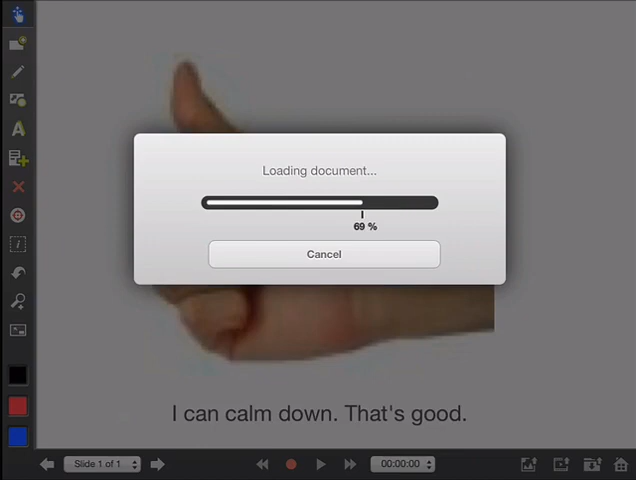 Loading document...
69 %
Cancel
I can calm down. That's good.
Slide 1 of 1
00:00:00